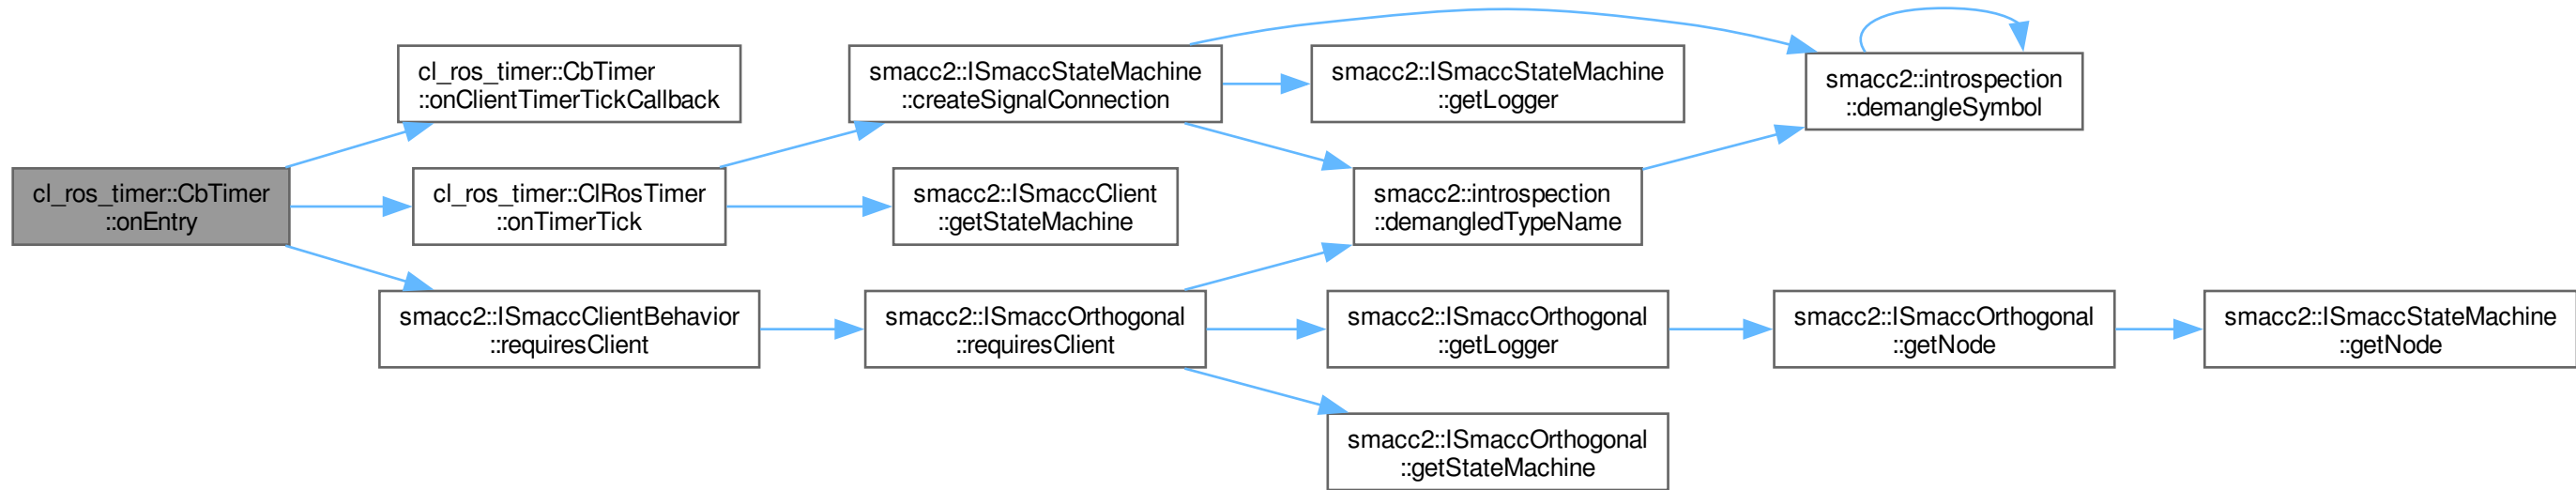 cl_ros_timer::CbTimer
::onEntry
cl_ros_timer::CbTimer
::onClientTimerTickCallback
cl_ros_timer::ClRosTimer
::onTimerTick
smacc2::ISmaccClientBehavior
::requiresClient
smacc2::ISmaccStateMachine
::createSignalConnection
smacc2::ISmaccClient
::getStateMachine
smacc2::ISmaccOrthogonal
::requiresClient
smacc2::ISmaccStateMachine
::getLogger
smacc2::introspection
::demangledTypeName
smacc2::ISmaccOrthogonal
::getLogger
smacc2::ISmaccOrthogonal
::getStateMachine
smacc2::introspection
::demangleSymbol
smacc2::ISmaccOrthogonal
::getNode
smacc2::ISmaccStateMachine
::getNode